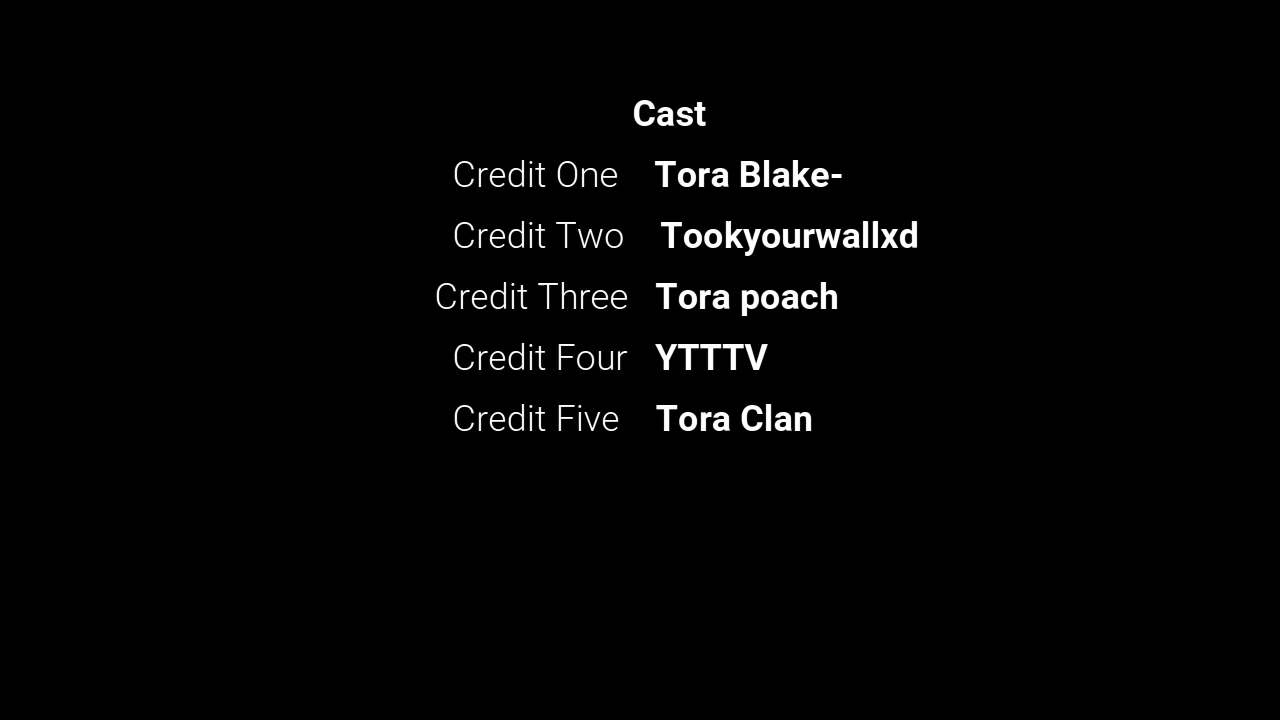 Cast
Credit One Tora Blake-
Credit Two Tookyourwallxd
Credit Three Tora poach
Credit Four YTTTV
Credit Five Tora Clan